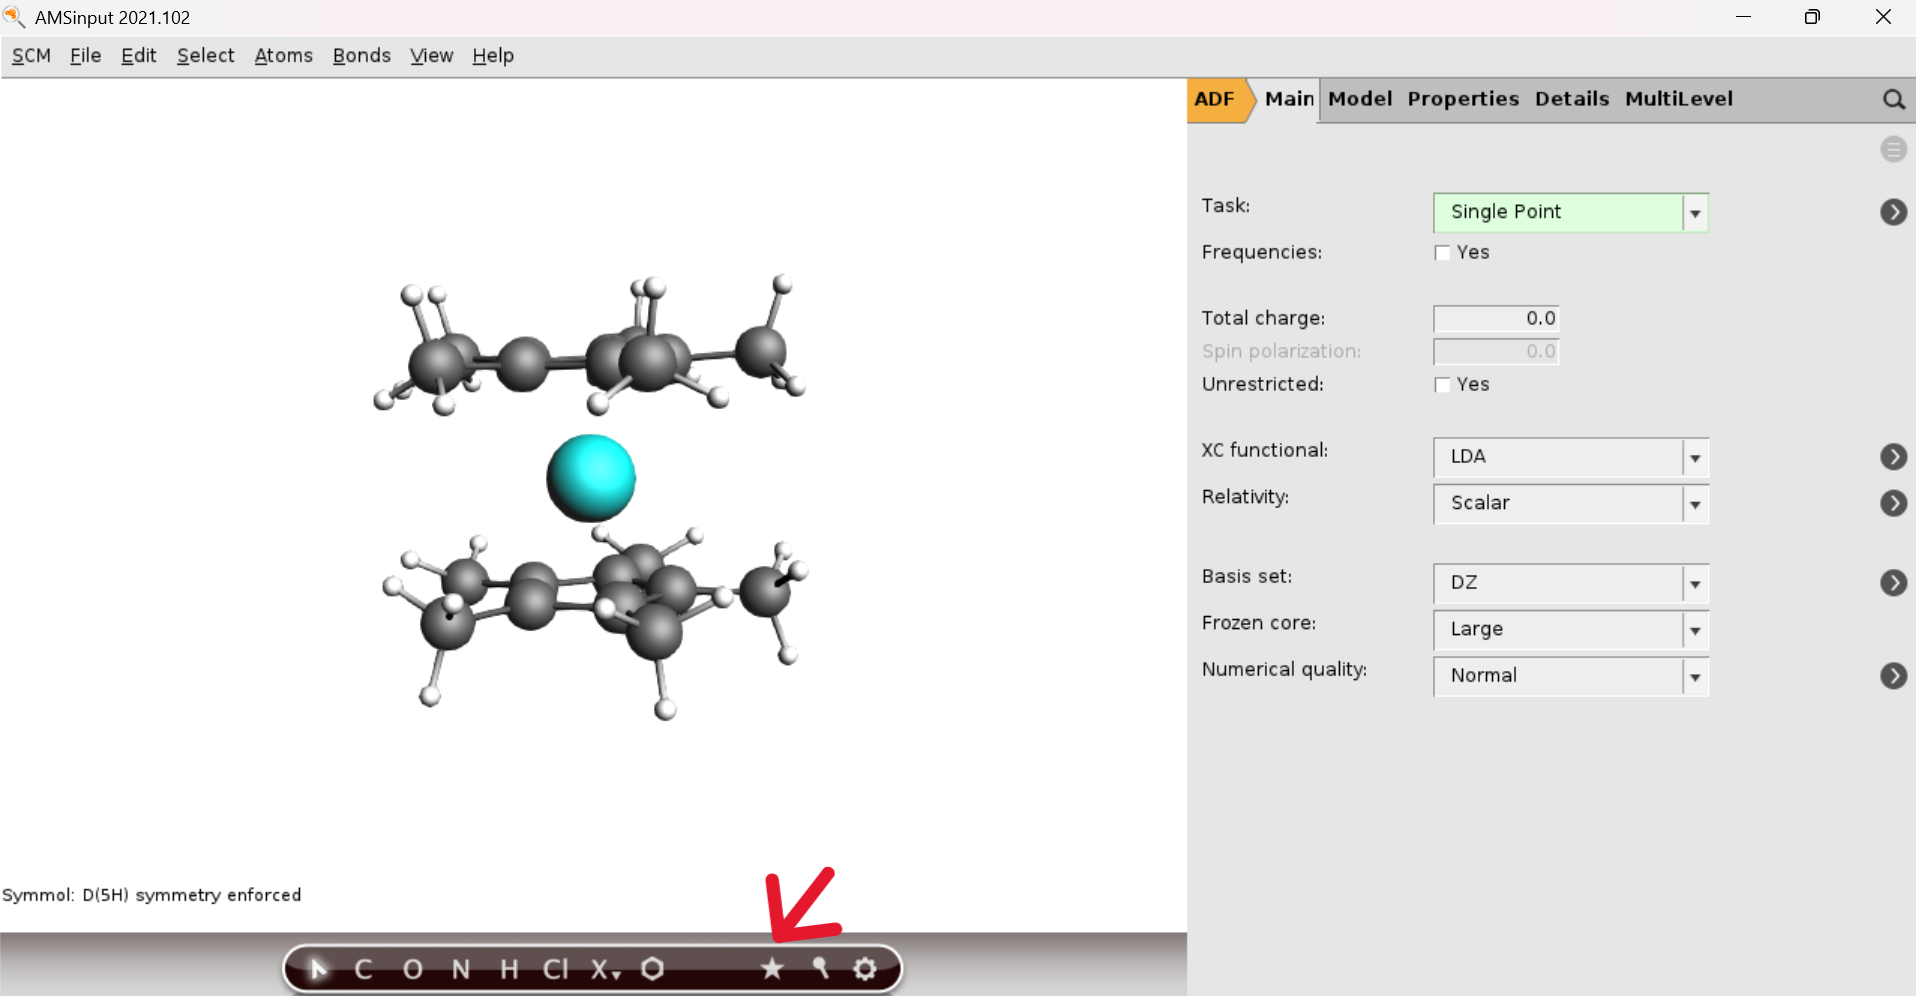 AMSinput 2021.102
SCM File Edit Select Atoms Bonds View Help
ADF Main Model Properties Details MultiLevel
Task: Single Point
Frequencies: Yes
Total charge: 0.0
Spin polarization: 0.0
Unrestricted: Yes
XC functional: LDA
Relativity: Scalar
Basis set: DZ
Frozen core: Large
Numerical quality: Normal
Symmol: D(5H) symmetry enforced
C O N H Cl X